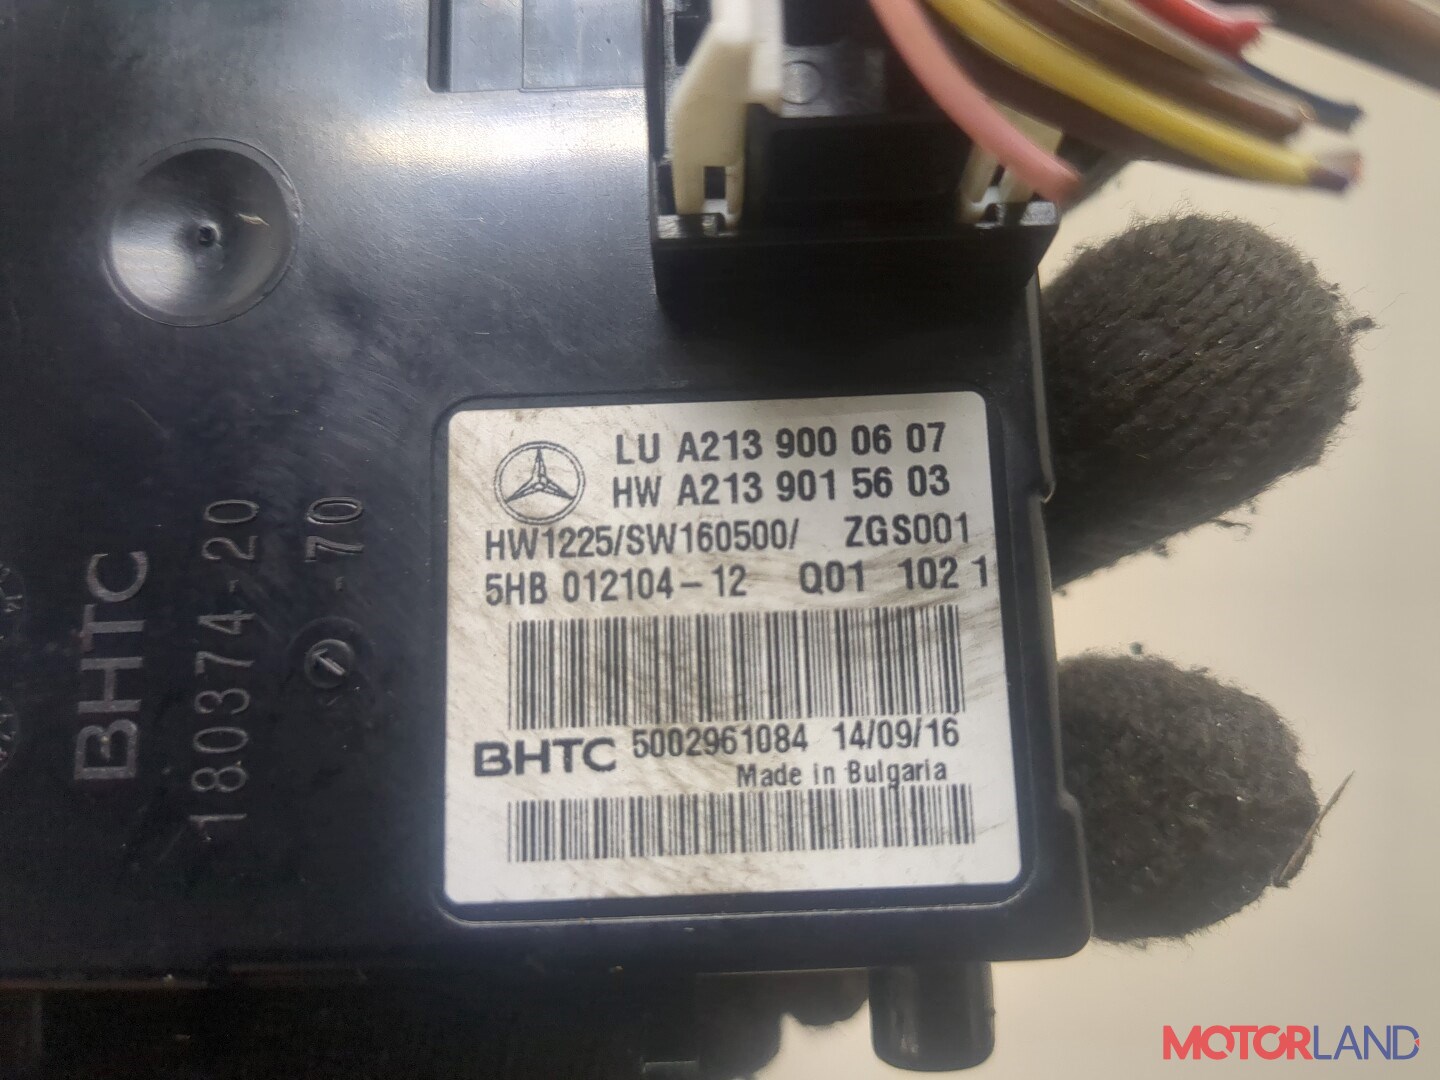 LU A213 900 06 07
HW A213 901 56 03
HW1225/SW160500/ ZGS001
5HB 012104-12 Q01 102 1
BHTC 5002961084 14/09/16
Made in Bulgaria
BHTC
180374-20
-70
MOTORLAND